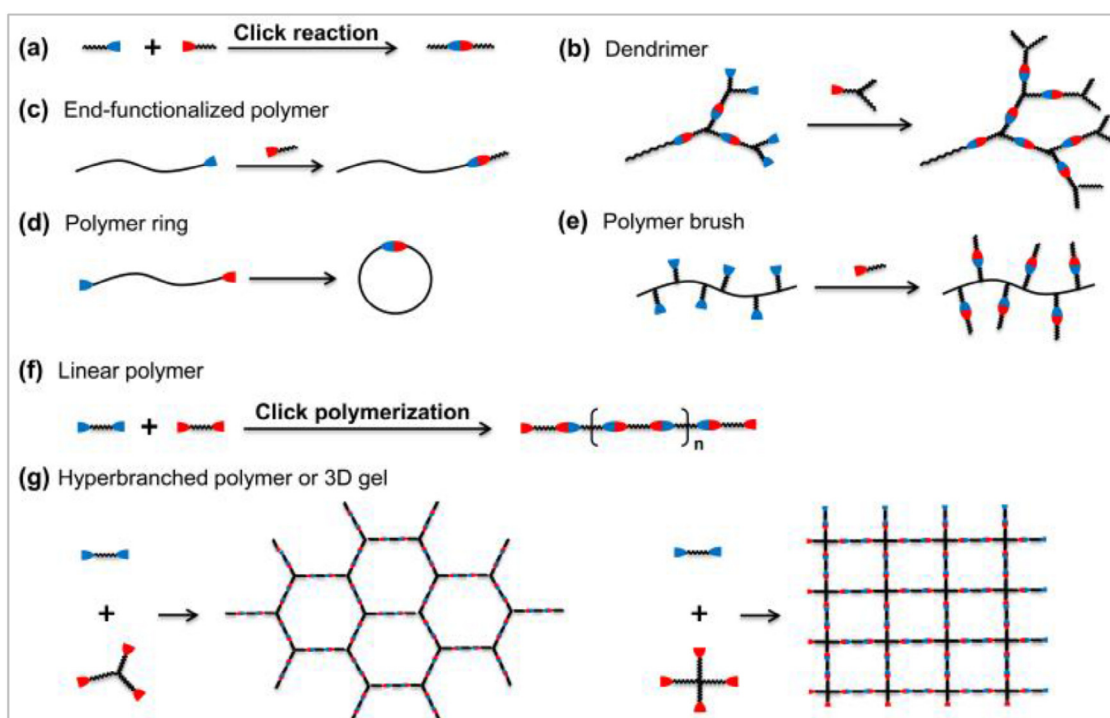 (a)
+
Click reaction
(b) Dendrimer
(c) End-functionalized polymer
(d) Polymer ring
(e) Polymer brush
(f) Linear polymer
+
Click polymerization
n
(g) Hyperbranched polymer or 3D gel
+
+